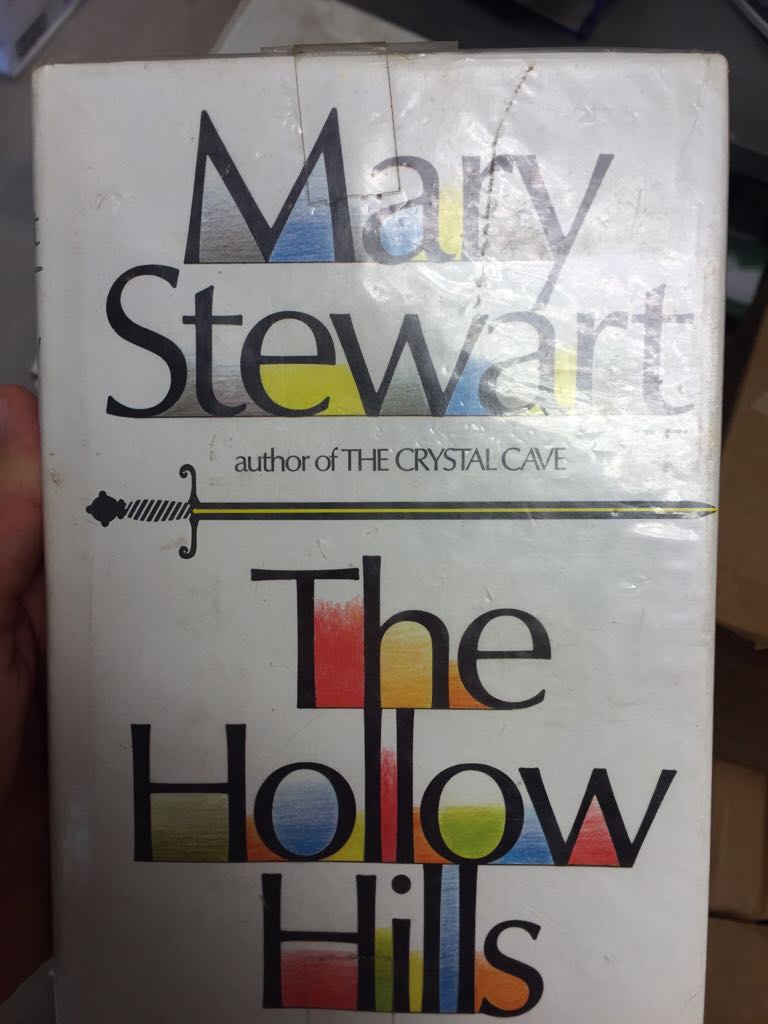 Mary
Stewart
author of THE CRYSTAL CAVE
The
Hollow
Hills